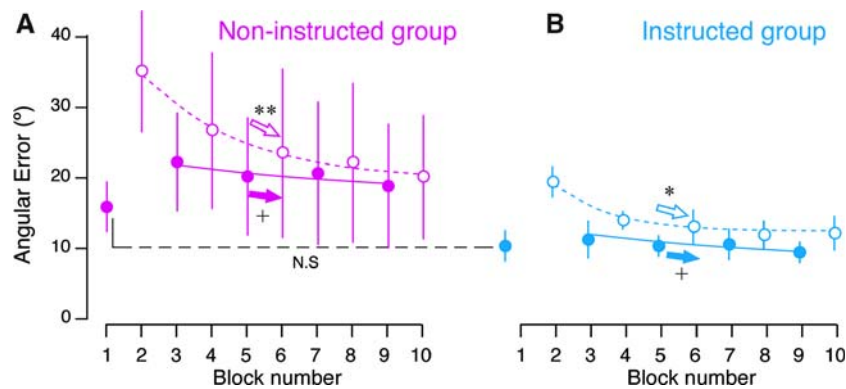 A Non-instructed group
B Instructed group
Angular Error (°)
40
30
20
10
0
**
+
N.S
*
+
1 2 3 4 5 6 7 8 9 10
Block number
1 2 3 4 5 6 7 8 9 10
Block number